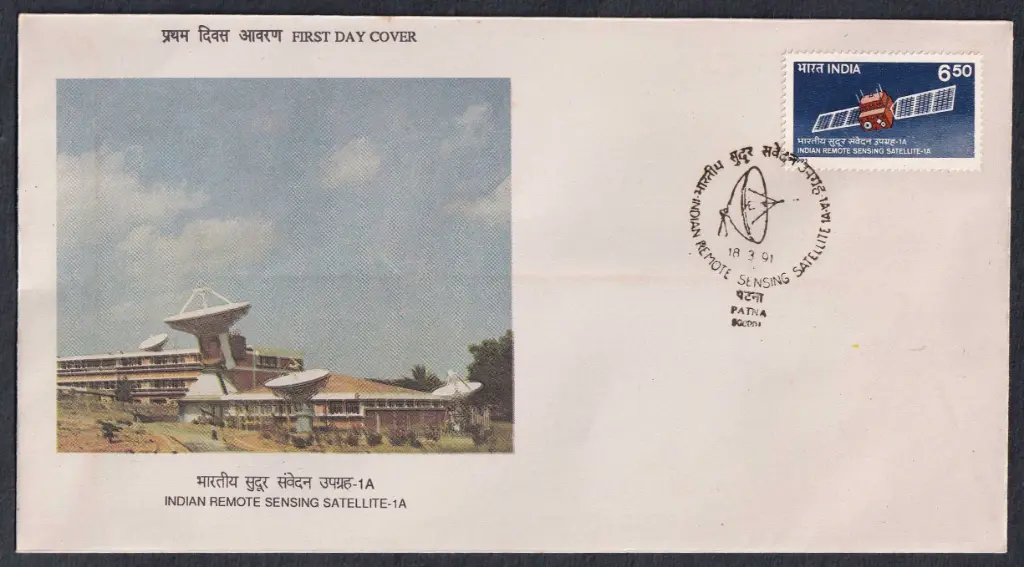 प्रथम दिवस आवरण FIRST DAY COVER
भारत INDIA 6 50
भारतीय सुदूर संवेदन उपग्रह-1A
INDIAN REMOTE SENSING SATELLITE-1A
भारतीय सुदूर संवेदन उपग्रह 1A
INDIAN REMOTE SENSING SATELLITE 1A
18 3 91
पटना
PATNA
भारतीय सुदूर संवेदन उपग्रह-1A
INDIAN REMOTE SENSING SATELLITE-1A